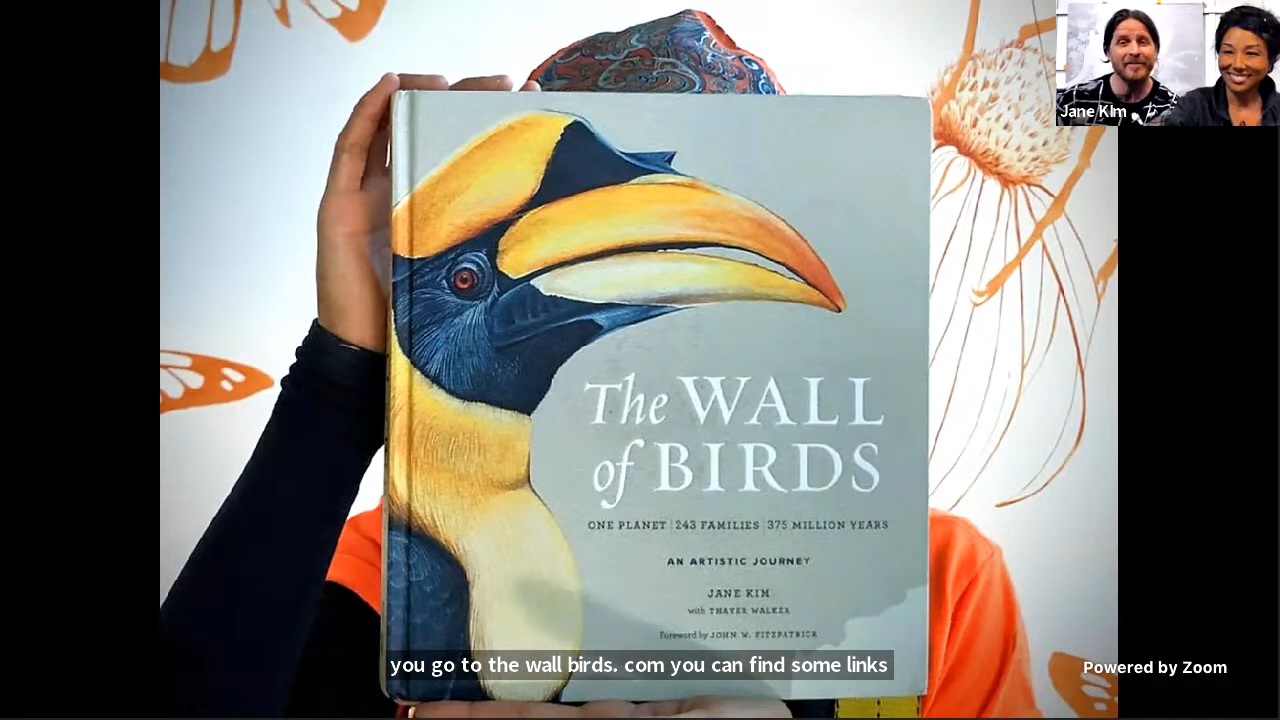 Jane KIm
The WALL
of BIRDS
ONE PLANET | 243 FAMILIES | 375 MILLION YEARS
AN ARTISTIC JOURNEY
JANE KIM
with THAYER WALKER
Foreword by JOHN W. FITZPATRICK
you go to the wall birds. com you can find some links
Powered by Zoom